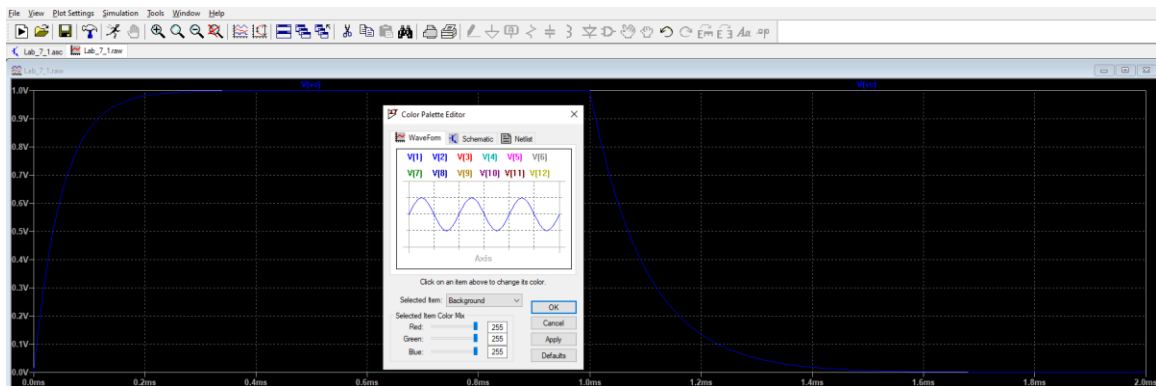 File View Plot Settings Simulation Tools Window Help
Lab_7_1.asc Lab_7_1.raw
Lab_7_1.raw
V[rs] V[rs]
1.0V
0.9V
0.8V
0.7V
0.6V
0.5V
0.4V
0.3V
0.2V
0.1V
0.0V
0.0ms 0.2ms 0.4ms 0.6ms 0.8ms 1.0ms 1.2ms 1.4ms 1.6ms 1.8ms 2.0ms
Color Palette Editor
WaveForm Schematic Netlist
V[1] V[2] V[3] V[4] V[5] V[6]
V[7] V[8] V[9] V[10] V[11] V[12]
Axis
Click on an item above to change its color.
Selected Item: Background
OK
Selected Item Color Mix
Cancel
Red: 255
Green: 255
Apply
Blue: 255
Defaults